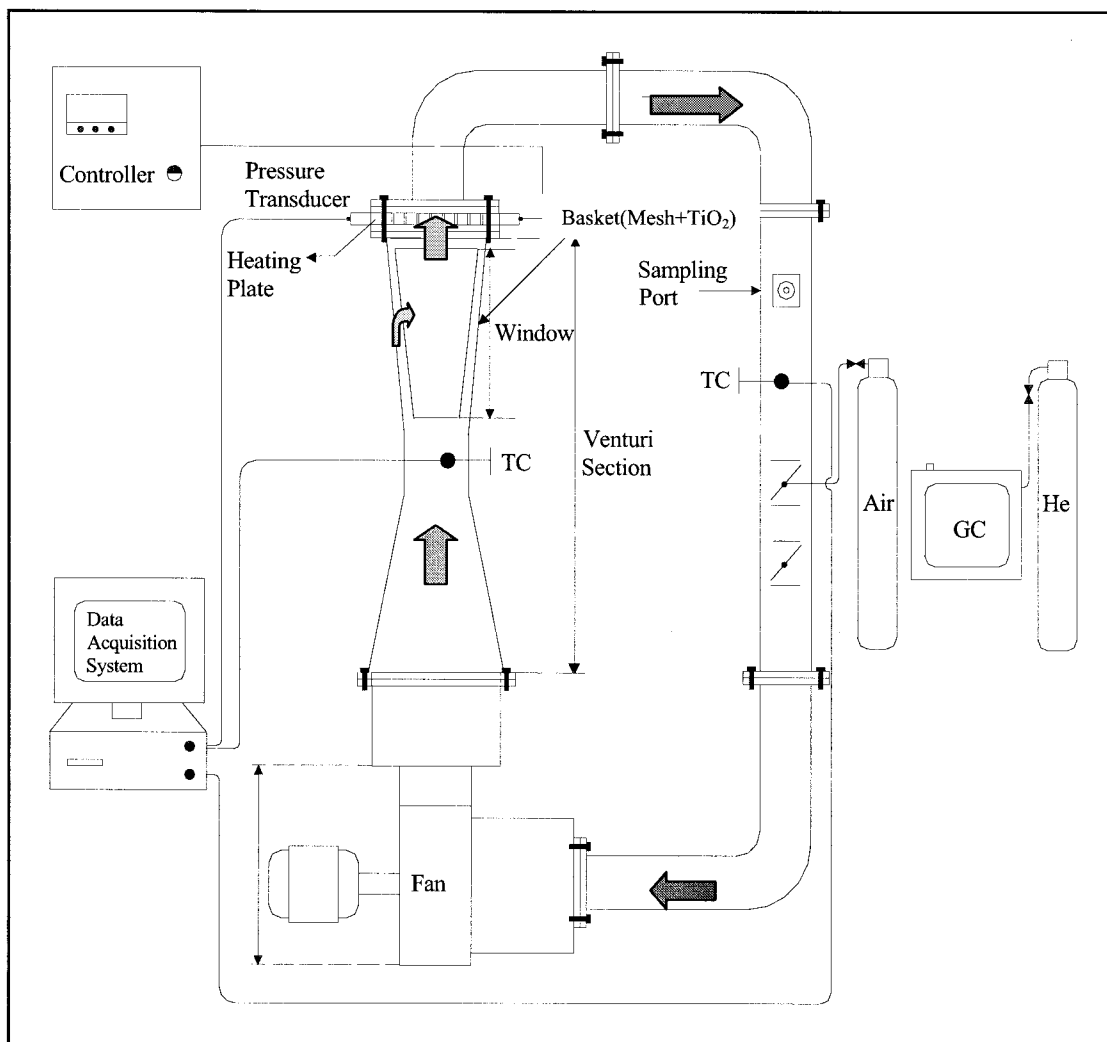 Controller
Pressure
Transducer
Basket(Mesh+TiO₂)
Heating
Plate
Sampling
Port
Window
TC
Venturi
Section
TC
Air
GC
He
Data
Acquisition
System
Fan